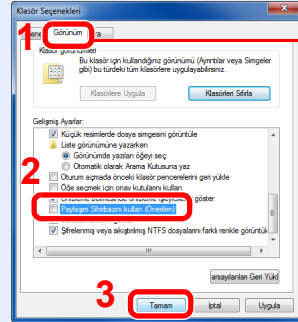 Klasör Seçenekleri
1
Görünüm
Klasör görünümleri
Bu klasör için kullandığınız görünümü (Ayrıntılar veya Simgeler
gibi) bu türdeki tüm klasörlere uygulayabilirsiniz.
Klasörlere Uygula
Klasörleri Sıfırla
Gelişmiş Ayarlar:
Küçük resimlerde dosya simgesini görüntüle
Liste görünümüne yazarken
Görünümde yazılan öğeyi seç
Otomatik olarak Arama Kutusuna yaz
2
Oturum açmada önceki klasör pencerelerini geri yükle
Öğe seçmek için onay kutularını kullan
göster
Paylaşım Sihirbazını kullan (Önerilen)
Şifrelenmiş veya sıkıştırılmış NTFS dosyalarını farklı renkle görüntül
arsayılanları Geri Yükl
3
Tamam
İptal
Uygula